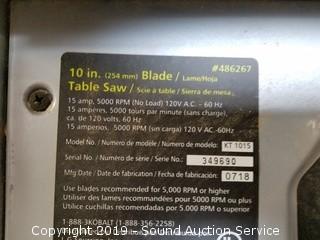 #486267
10 in. (254 mm) Blade / Lame/Hoja
Table Saw / Scie à table / Sierra de mesa
15 amp, 5000 RPM (No Load) 120V A.C. – 60 Hz
15 ampères, 5000 tours par minute (sans charge),
ca. de 120 volts, 60 Hz
15 amperios, 5000 RPM (sin carga) 120 V AC -60Hz
Model No. / Numéro de modèle / Número de modelo: KT 1015
Serial No. / Numéro de série / Serie No.: 349690
Mfg Date / Date de fabrication / Fecha de fabricación: 0718
Use blades recommended for 5,000 RPM or higher
Utiliser des lames recommandées pour 5 000 RPM ou plus
Utilice cuchillas recomendadas para 5.000 RPM o superior
1-888-3KOBALT (1-888-356-2258)
Copyright 2019 - Sound Auction Service